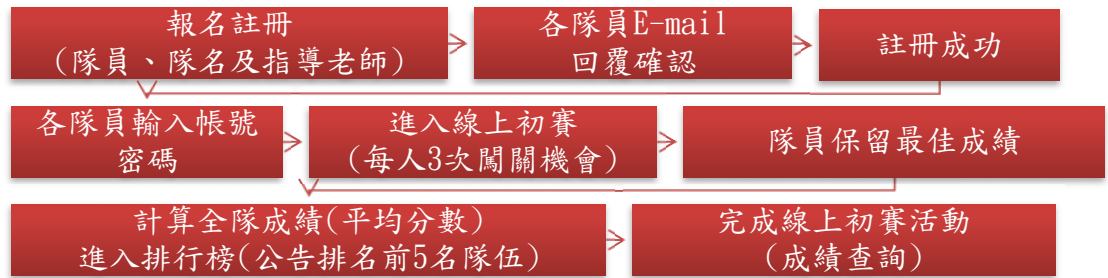 報名註冊
(隊員、隊名及指導老師)
各隊員E-mail
回覆確認
註冊成功
各隊員輸入帳號
密碼
進入線上初賽
(每人3次闖關機會)
隊員保留最佳成績
計算全隊成績(平均分數)
進入排行榜(公告排名前5名隊伍)
完成線上初賽活動
(成績查詢)